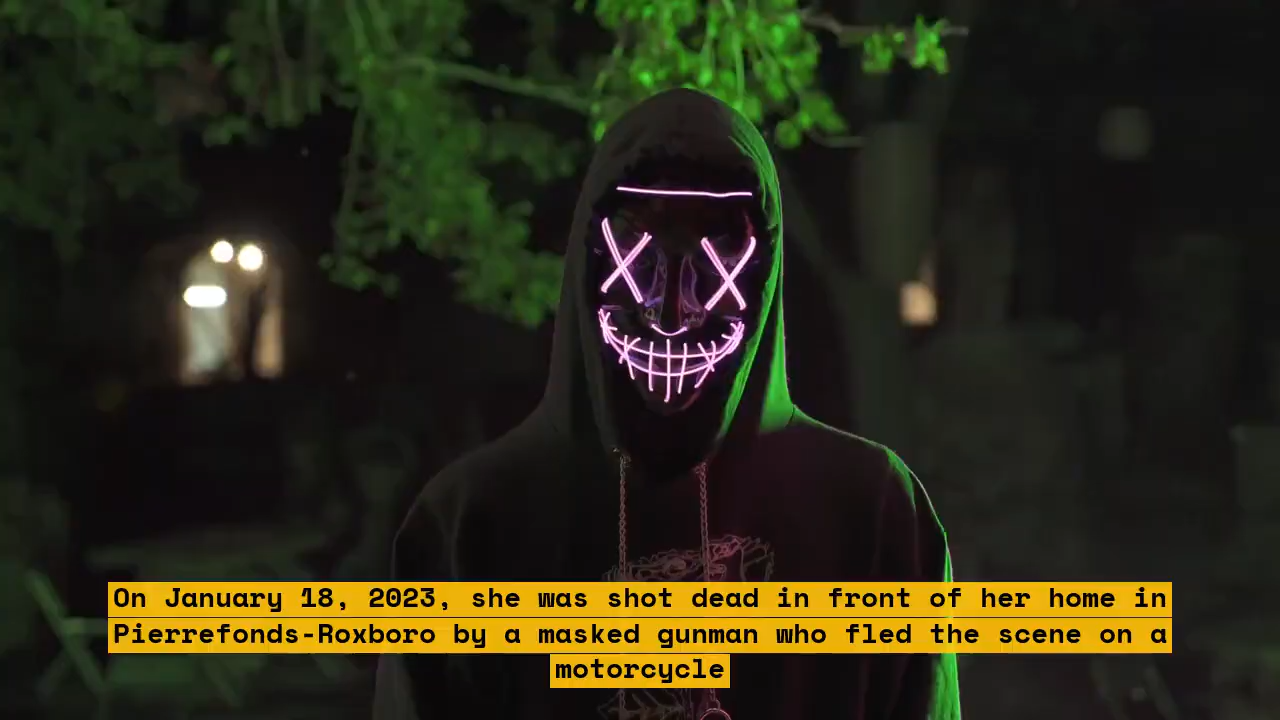 On January 18, 2023, she was shot dead in front of her home in
Pierrefonds-Roxboro by a masked gunman who fled the scene on a
motorcycle